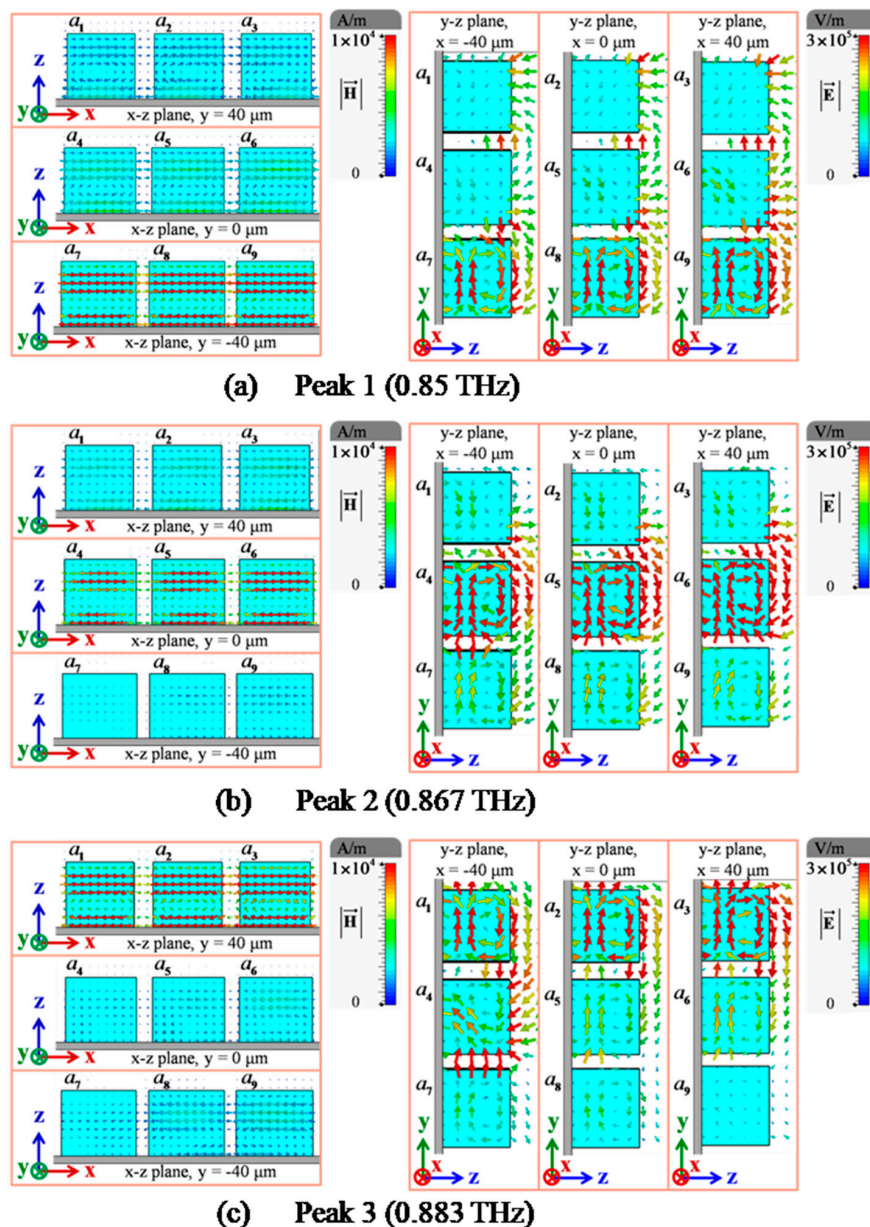 A/m
1×10⁴
|H|
0
a1 a2 a3
z
y x
x-z plane, y = 40 μm
a4 a5 a6
z
y x
x-z plane, y = 0 μm
a7 a8 a9
z
y x
x-z plane, y = -40 μm
y-z plane, x = -40 μm
a1
a4
a7
y
x z
y-z plane, x = 0 μm
a2
a5
a8
y
x z
y-z plane, x = 40 μm
a3
a6
a9
y
x z
V/m
3×10⁵
|E|
0
(a) Peak 1 (0.85 THz)
a1 a2 a3
z
y x
x-z plane, y = 40 μm
a4 a5 a6
z
y x
x-z plane, y = 0 μm
a7 a8 a9
z
y x
x-z plane, y = -40 μm
A/m
1×10⁴
|H|
0
y-z plane, x = -40 μm
a1
a4
a7
y
x z
y-z plane, x = 0 μm
a2
a5
a8
y
x z
y-z plane, x = 40 μm
a3
a6
a9
y
x z
V/m
3×10⁵
|E|
0
(b) Peak 2 (0.867 THz)
a1 a2 a3
z
y x
x-z plane, y = 40 μm
a4 a5 a6
z
y x
x-z plane, y = 0 μm
a7 a8 a9
z
y x
x-z plane, y = -40 μm
A/m
1×10⁴
|H|
0
y-z plane, x = -40 μm
a1
a4
a7
y
x z
y-z plane, x = 0 μm
a2
a5
a8
y
x z
y-z plane, x = 40 μm
a3
a6
a9
y
x z
V/m
3×10⁵
|E|
0
(c) Peak 3 (0.883 THz)